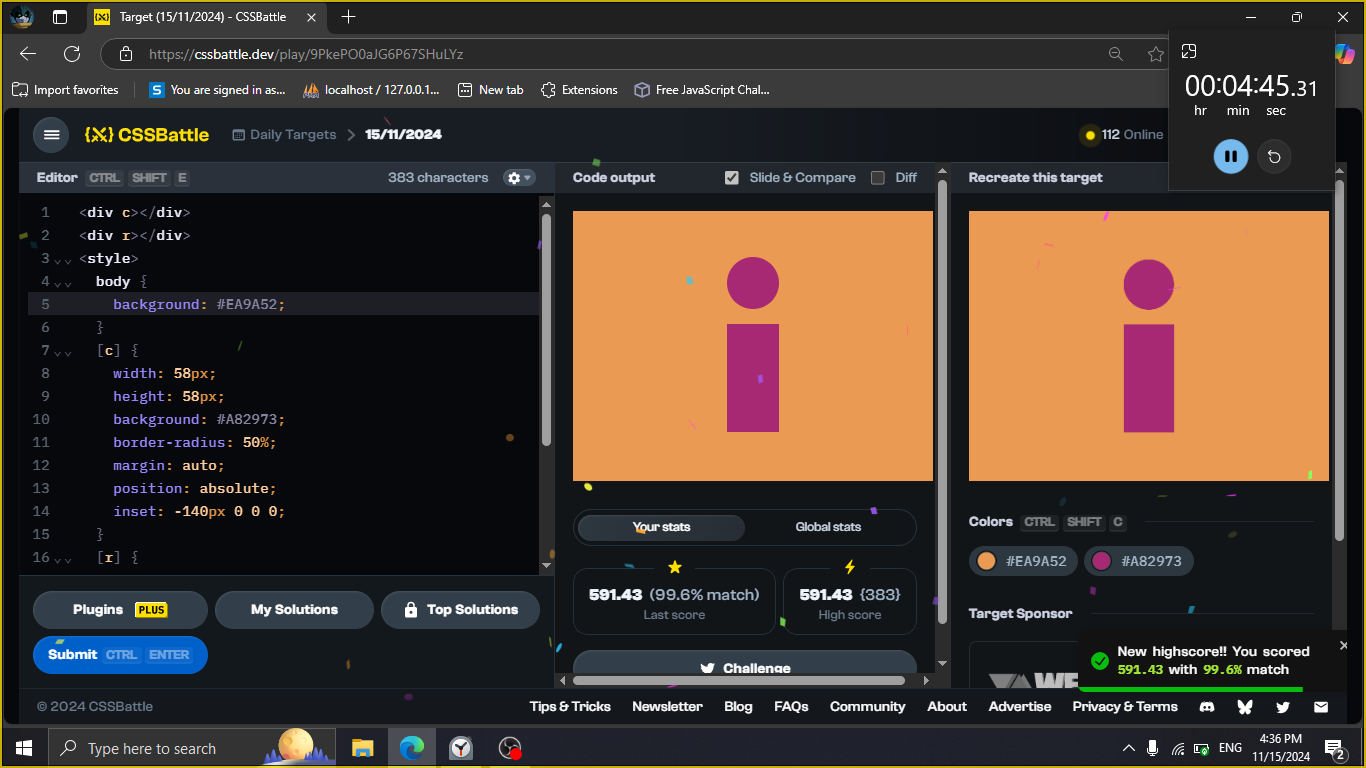 Target (15/11/2024) - CSSBattle
https://cssbattle.dev/play/9PkePO0aJG6P67SHuLYz
Import favorites
S You are signed in as...
localhost / 127.0.0.1...
New tab
Extensions
Free JavaScript Chal...
00:04:45.31
hr min sec
CSSBattle
Daily Targets > 15/11/2024
112 Online
Editor CTRL SHIFT E
383 characters
Code output
Slide & Compare
Diff
Recreate this target
1 <div c></div>
2 <div r></div>
3 <style>
4 body {
5 background: #EA9A52;
6 }
7 [c] {
8 width: 58px;
9 height: 58px;
10 background: #A82973;
11 border-radius: 50%;
12 margin: auto;
13 position: absolute;
14 inset: -140px 0 0 0;
15 }
16 [r] {
Your stats
Global stats
591.43 (99.6% match)
Last score
591.43 {383}
High score
Challenge
Colors CTRL SHIFT C
#EA9A52
#A82973
Target Sponsor
New highscore!! You scored
591.43 with 99.6% match
Plugins PLUS
My Solutions
Top Solutions
Submit CTRL ENTER
© 2024 CSSBattle
Tips & Tricks
Newsletter
Blog
FAQs
Community
About
Advertise
Privacy & Terms
Type here to search
ENG
4:36 PM
11/15/2024
2